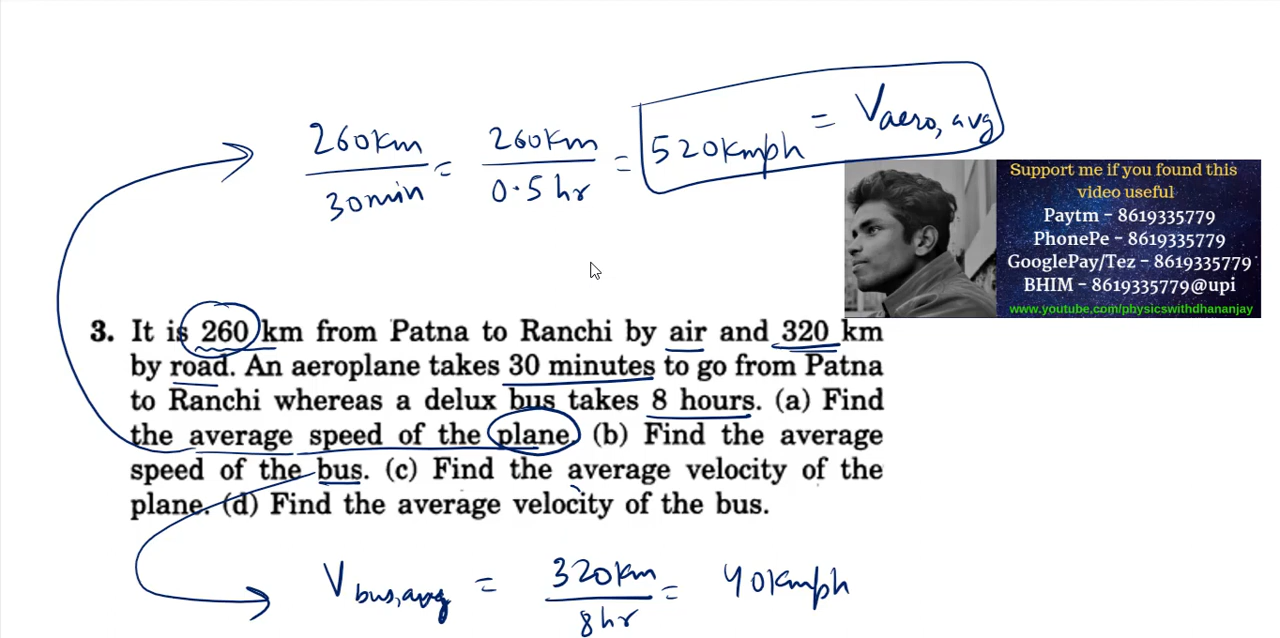 260km / 30min = 260km / 0.5 hr = 520kmph = Vaero, avg
Support me if you found this
video useful
Paytm - 8619335779
PhonePe - 8619335779
GooglePay/Tez - 8619335779
BHIM - 8619335779@upi
www.youtube.com/physicswithdhananjay
3. It is 260 km from Patna to Ranchi by air and 320 km
by road. An aeroplane takes 30 minutes to go from Patna
to Ranchi whereas a delux bus takes 8 hours. (a) Find
the average speed of the plane. (b) Find the average
speed of the bus. (c) Find the average velocity of the
plane. (d) Find the average velocity of the bus.
Vbus,avg = 320km / 8hr = 40kmph